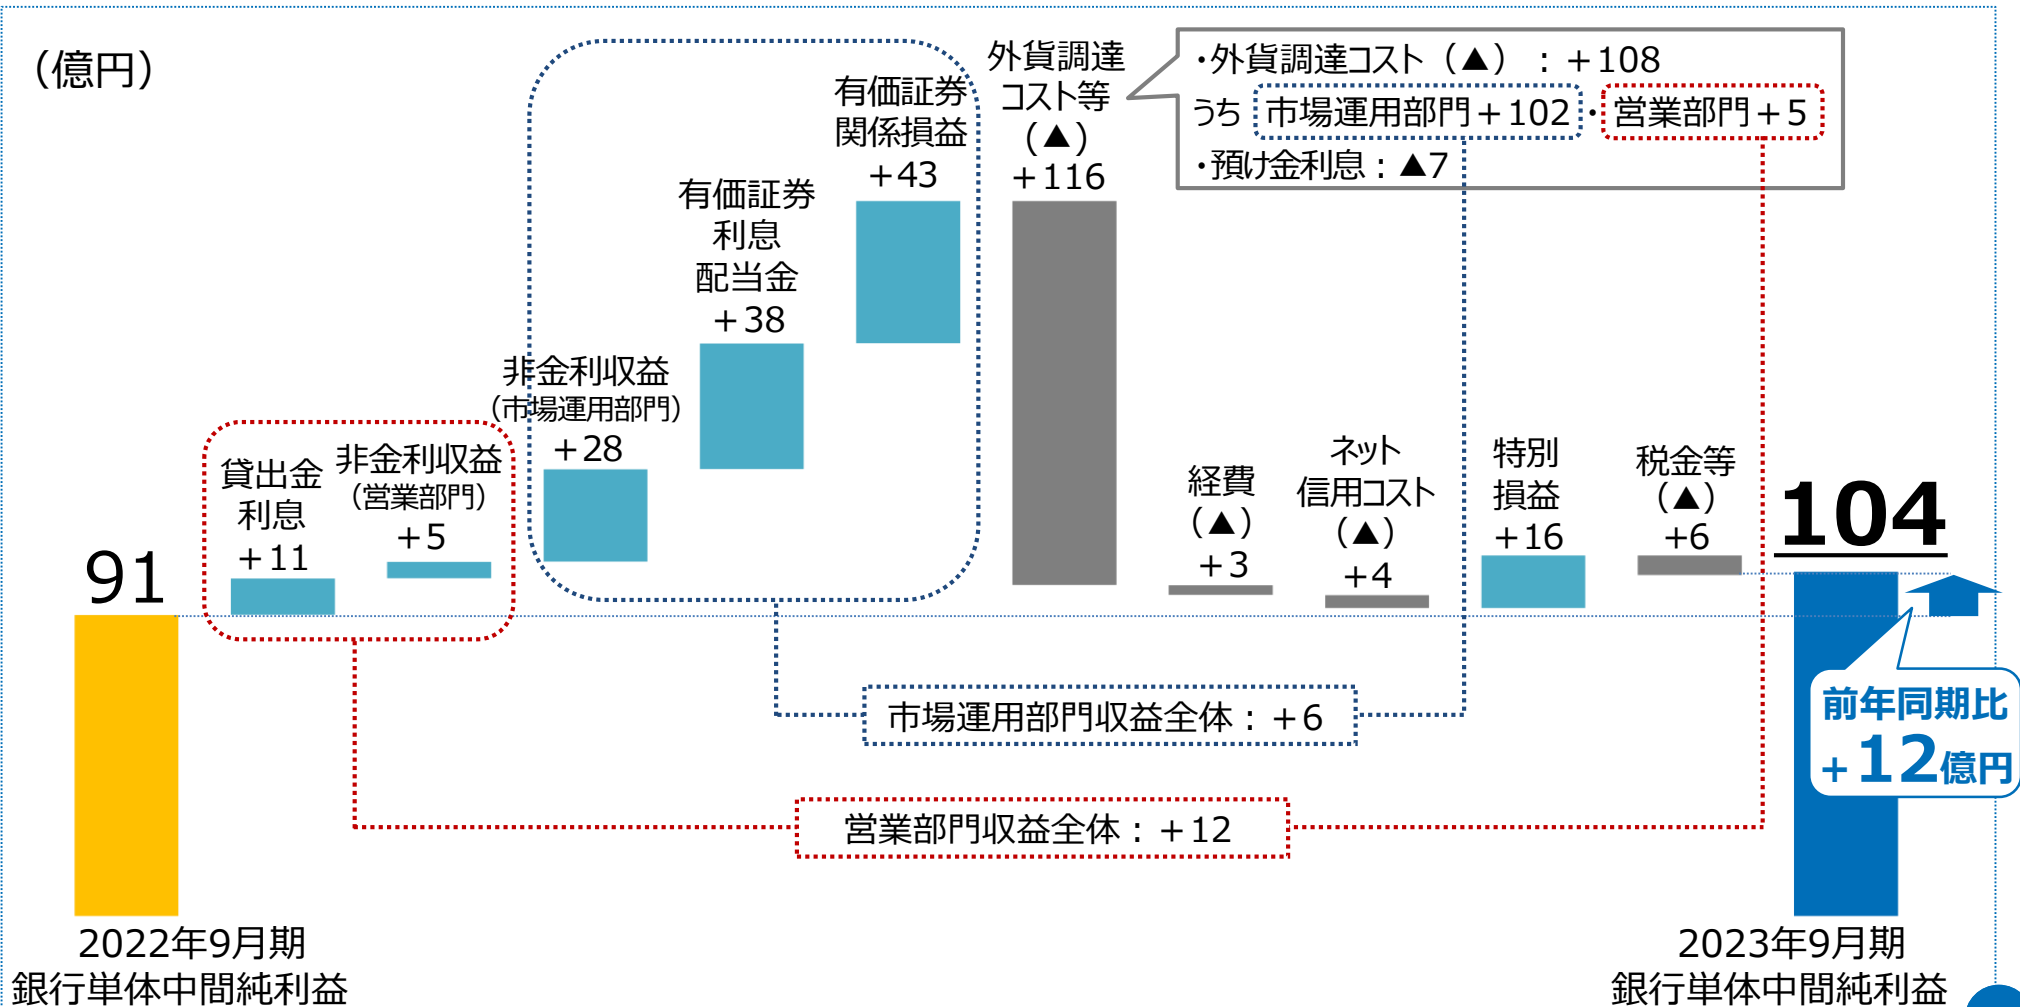 （億円）
91
2022年9月期
銀行単体中間純利益
貸出金
利息
+11
非金利収益
（営業部門）
+5
非金利収益
（市場運用部門）
+28
有価証券
利息
配当金
+38
有価証券
関係損益
+43
外貨調達
コスト等
（▲）
+116
・外貨調達コスト（▲）：+108
うち 市場運用部門+102・営業部門+5
・預け金利息：▲7
経費
（▲）
+3
ネット
信用コスト
（▲）
+4
特別
損益
+16
税金等
（▲）
+6
104
前年同期比
+12億円
市場運用部門収益全体：+6
営業部門収益全体：+12
2023年9月期
銀行単体中間純利益